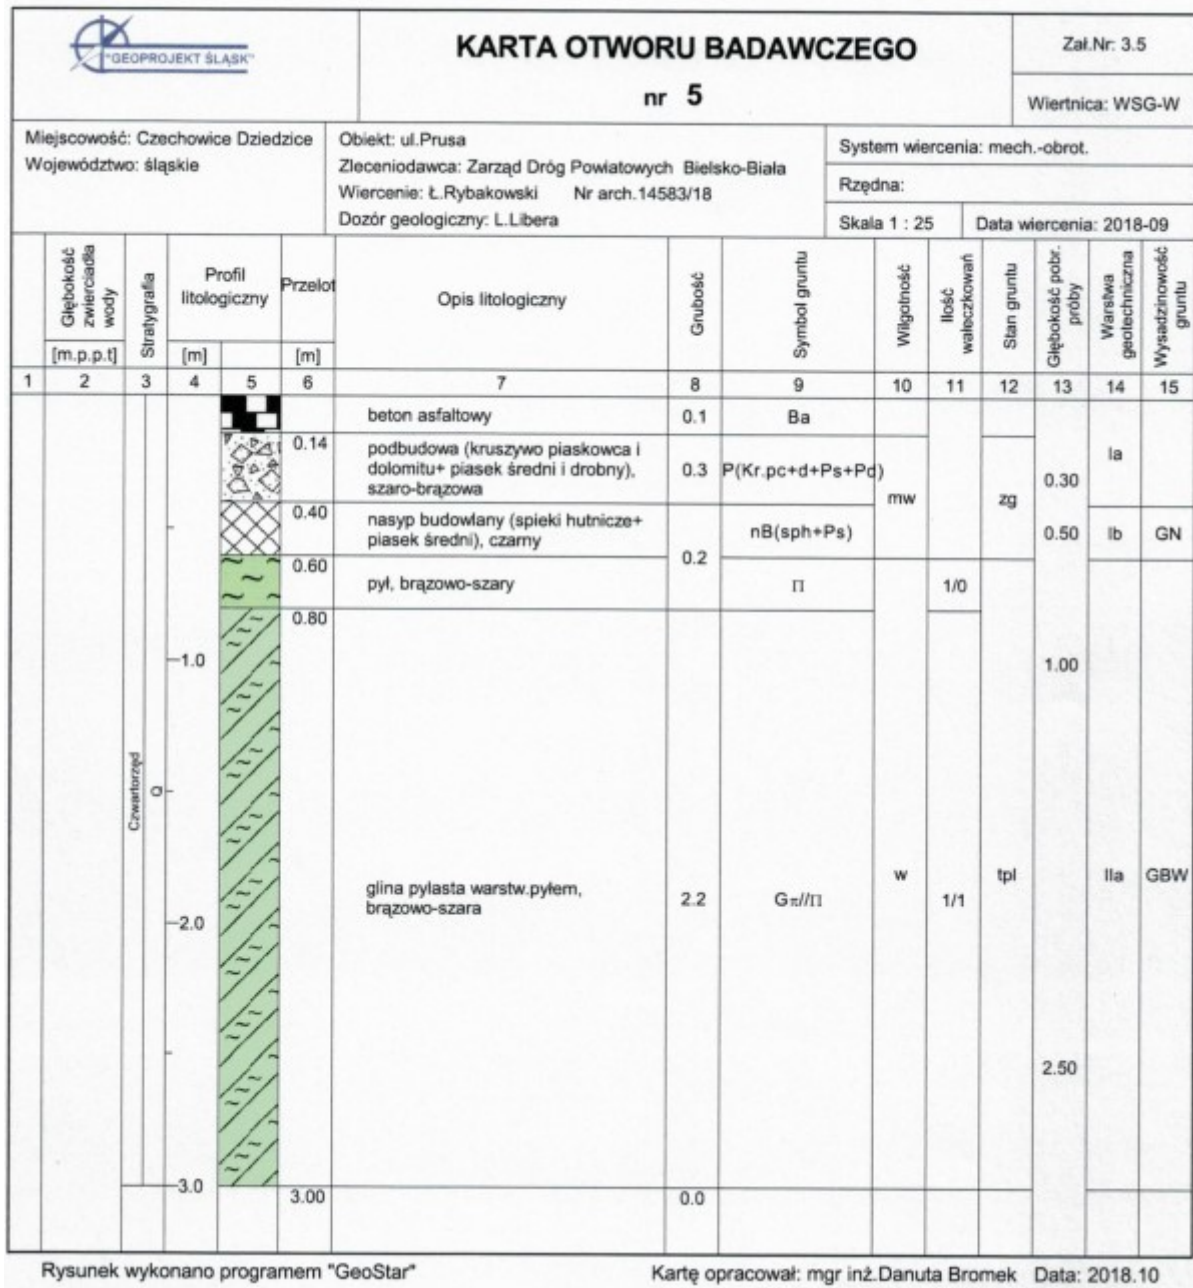 "GEOPROJEKT ŚLĄSK"
KARTA OTWORU BADAWCZEGO
nr 5
Zał.Nr: 3.5
Wiertnica: WSG-W
Miejscowość: Czechowice Dziedzice
Województwo: śląskie
Obiekt: ul.Prusa
Zleceniodawca: Zarząd Dróg Powiatowych Bielsko-Biała
Wiercenie: Ł.Rybakowski Nr arch.14583/18
Dozór geologiczny: L.Libera
System wiercenia: mech.-obrot.
Rzędna:
Skala 1 : 25
Data wiercenia: 2018-09
Głębokość
zwierciadła
wody
[m.p.p.t]
Stratygrafia
Profil
litologiczny
[m]
Przelot
[m]
Opis litologiczny
Grubość
Symbol gruntu
Wilgotność
Ilość
wałeczkowań
Stan gruntu
Głębokość pobr.
próby
Warstwa
geotechniczna
Wysadzinowość
gruntu
1 2 3 4 5 6 7 8 9 10 11 12 13 14 15
beton asfaltowy 0.1 Ba
0.14
podbudowa (kruszywo piaskowca i
dolomitu+ piasek średni i drobny),
szaro-brązowa
0.3 P(Kr.pc+d+Ps+Pd)
mw zg 0.30 Ia
0.40
nasyp budowlany (spieki hutnicze+
piasek średni), czarny
nB(sph+Ps) 0.50 Ib GN
0.2
0.60
pył, brązowo-szary Π 1/0
0.80
1.0
1.00
Czwartorzęd
Q
glina pylasta warstw.pyłem,
brązowo-szara
2.2 Gπ//Π w 1/1 tpl IIa GBW
2.0
2.50
3.0
3.00 0.0
Rysunek wykonano programem "GeoStar"
Kartę opracował: mgr inż.Danuta Bromek Data: 2018.10